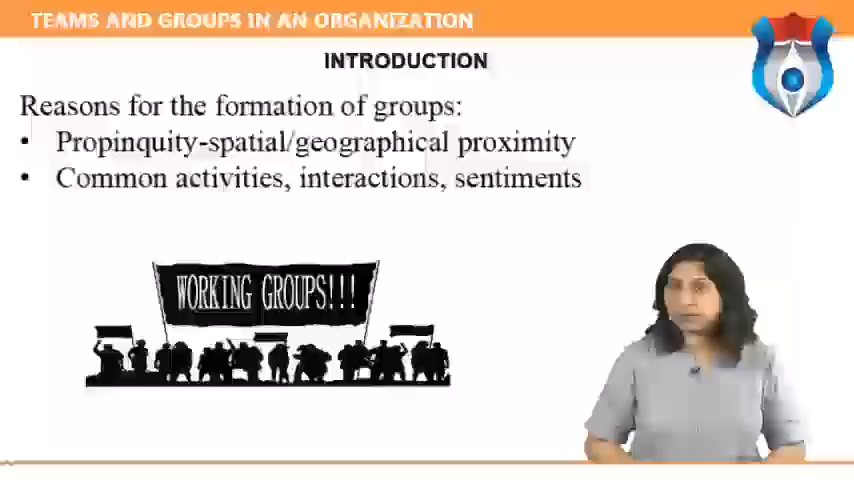 TEAMS AND GROUPS IN AN ORGANIZATION
INTRODUCTION
Reasons for the formation of groups:
• Propinquity-spatial/geographical proximity
• Common activities, interactions, sentiments
WORKING GROUPS!!!